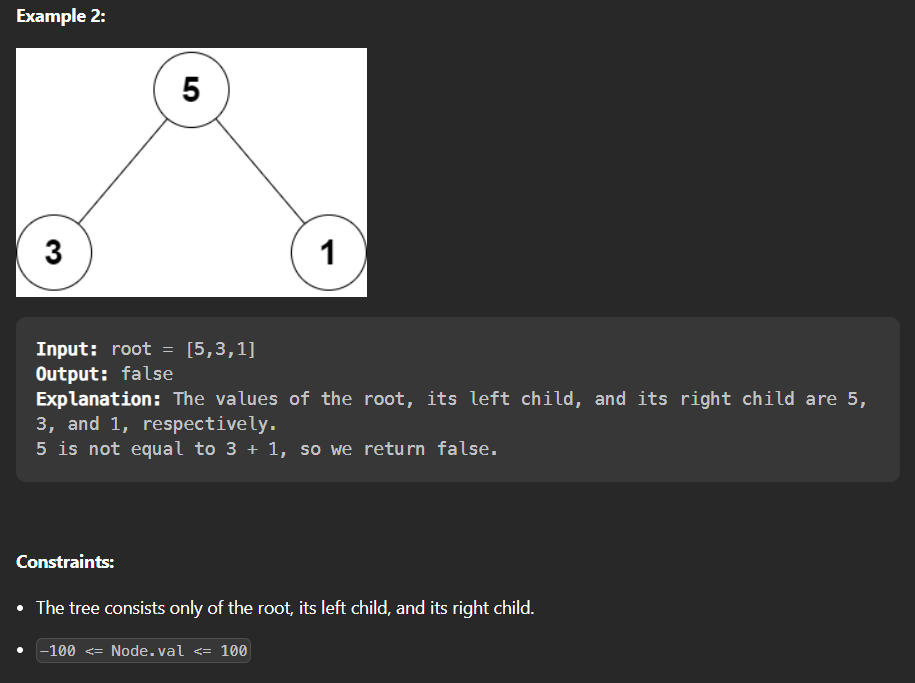 Example 2:
5
3
1
Input: root = [5,3,1]
Output: false
Explanation: The values of the root, its left child, and its right child are 5,
3, and 1, respectively.
5 is not equal to 3 + 1, so we return false.
Constraints:
• The tree consists only of the root, its left child, and its right child.
• -100 <= Node.val <= 100